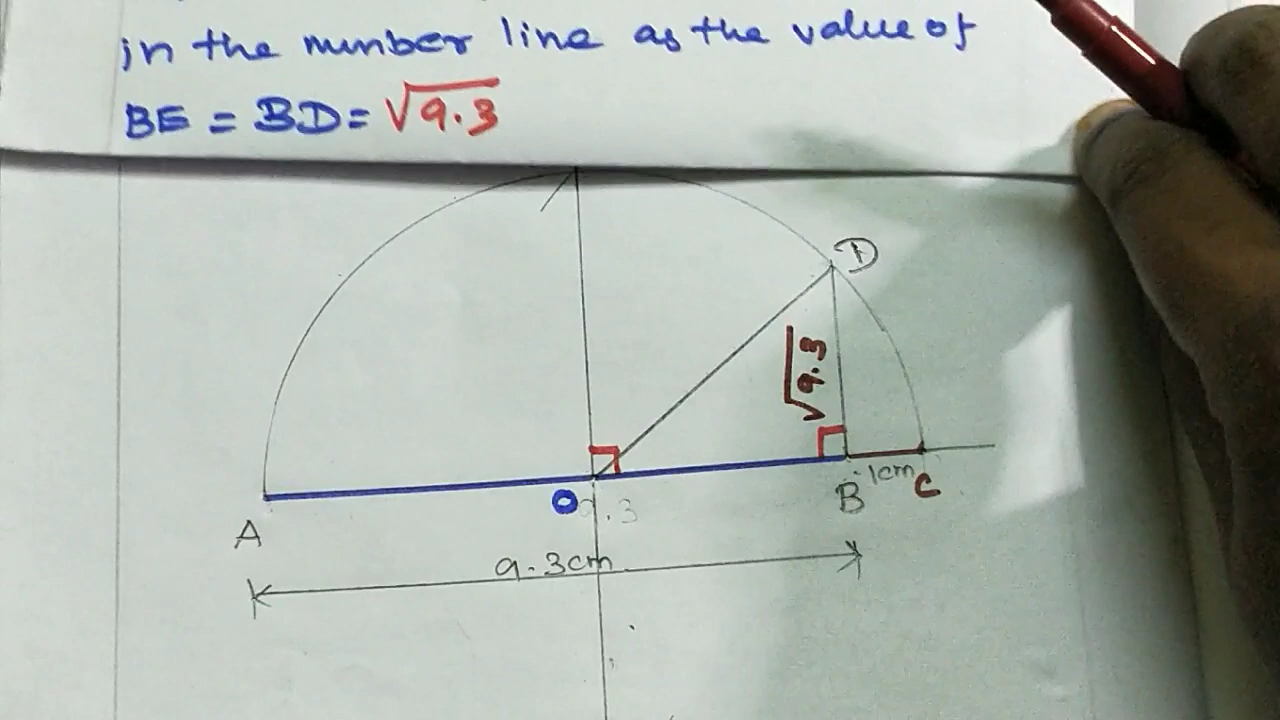 in the number line as the value of
BE = BD = √9.3
D
√9.3
O 9.3
B 1cm C
A
9.3cm